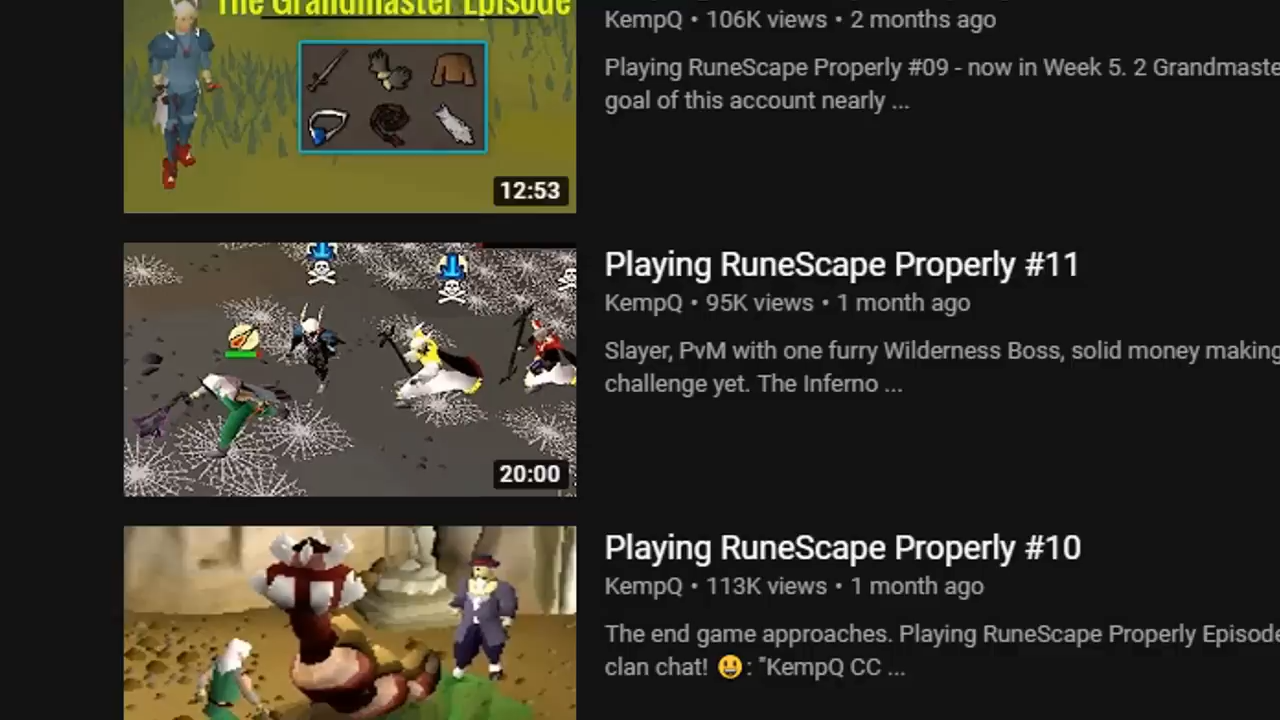 The Grandmaster Episode
KempQ • 106K views • 2 months ago
Playing RuneScape Properly #09 - now in Week 5. 2 Grandmaste
goal of this account nearly ...
12:53
Playing RuneScape Properly #11
KempQ • 95K views • 1 month ago
Slayer, PvM with one furry Wilderness Boss, solid money making
challenge yet. The Inferno ...
20:00
Playing RuneScape Properly #10
KempQ • 113K views • 1 month ago
The end game approaches. Playing RuneScape Properly Episode
clan chat! 😃: "KempQ CC ...